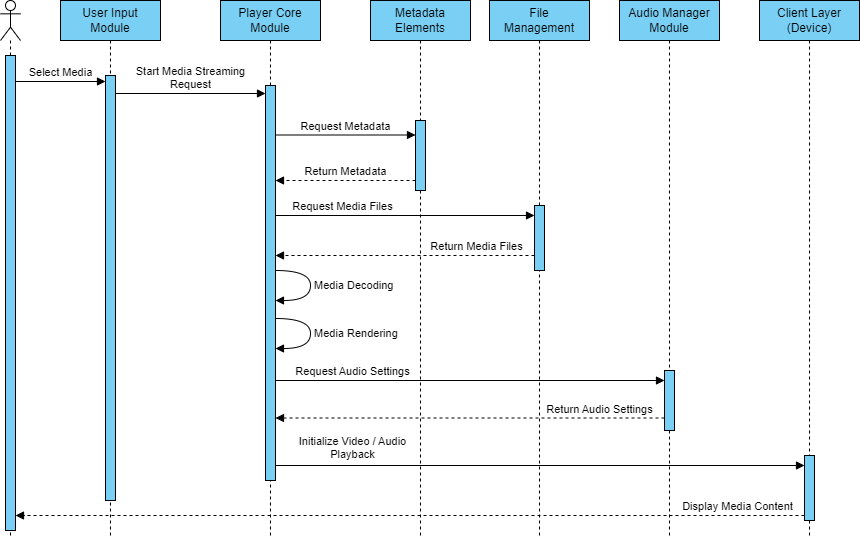 User Input
Module
Player Core
Module
Metadata
Elements
File
Management
Audio Manager
Module
Client Layer
(Device)
Select Media
Start Media Streaming
Request
Request Metadata
Return Metadata
Request Media Files
Return Media Files
Media Decoding
Media Rendering
Request Audio Settings
Return Audio Settings
Initialize Video / Audio
Playback
Display Media Content